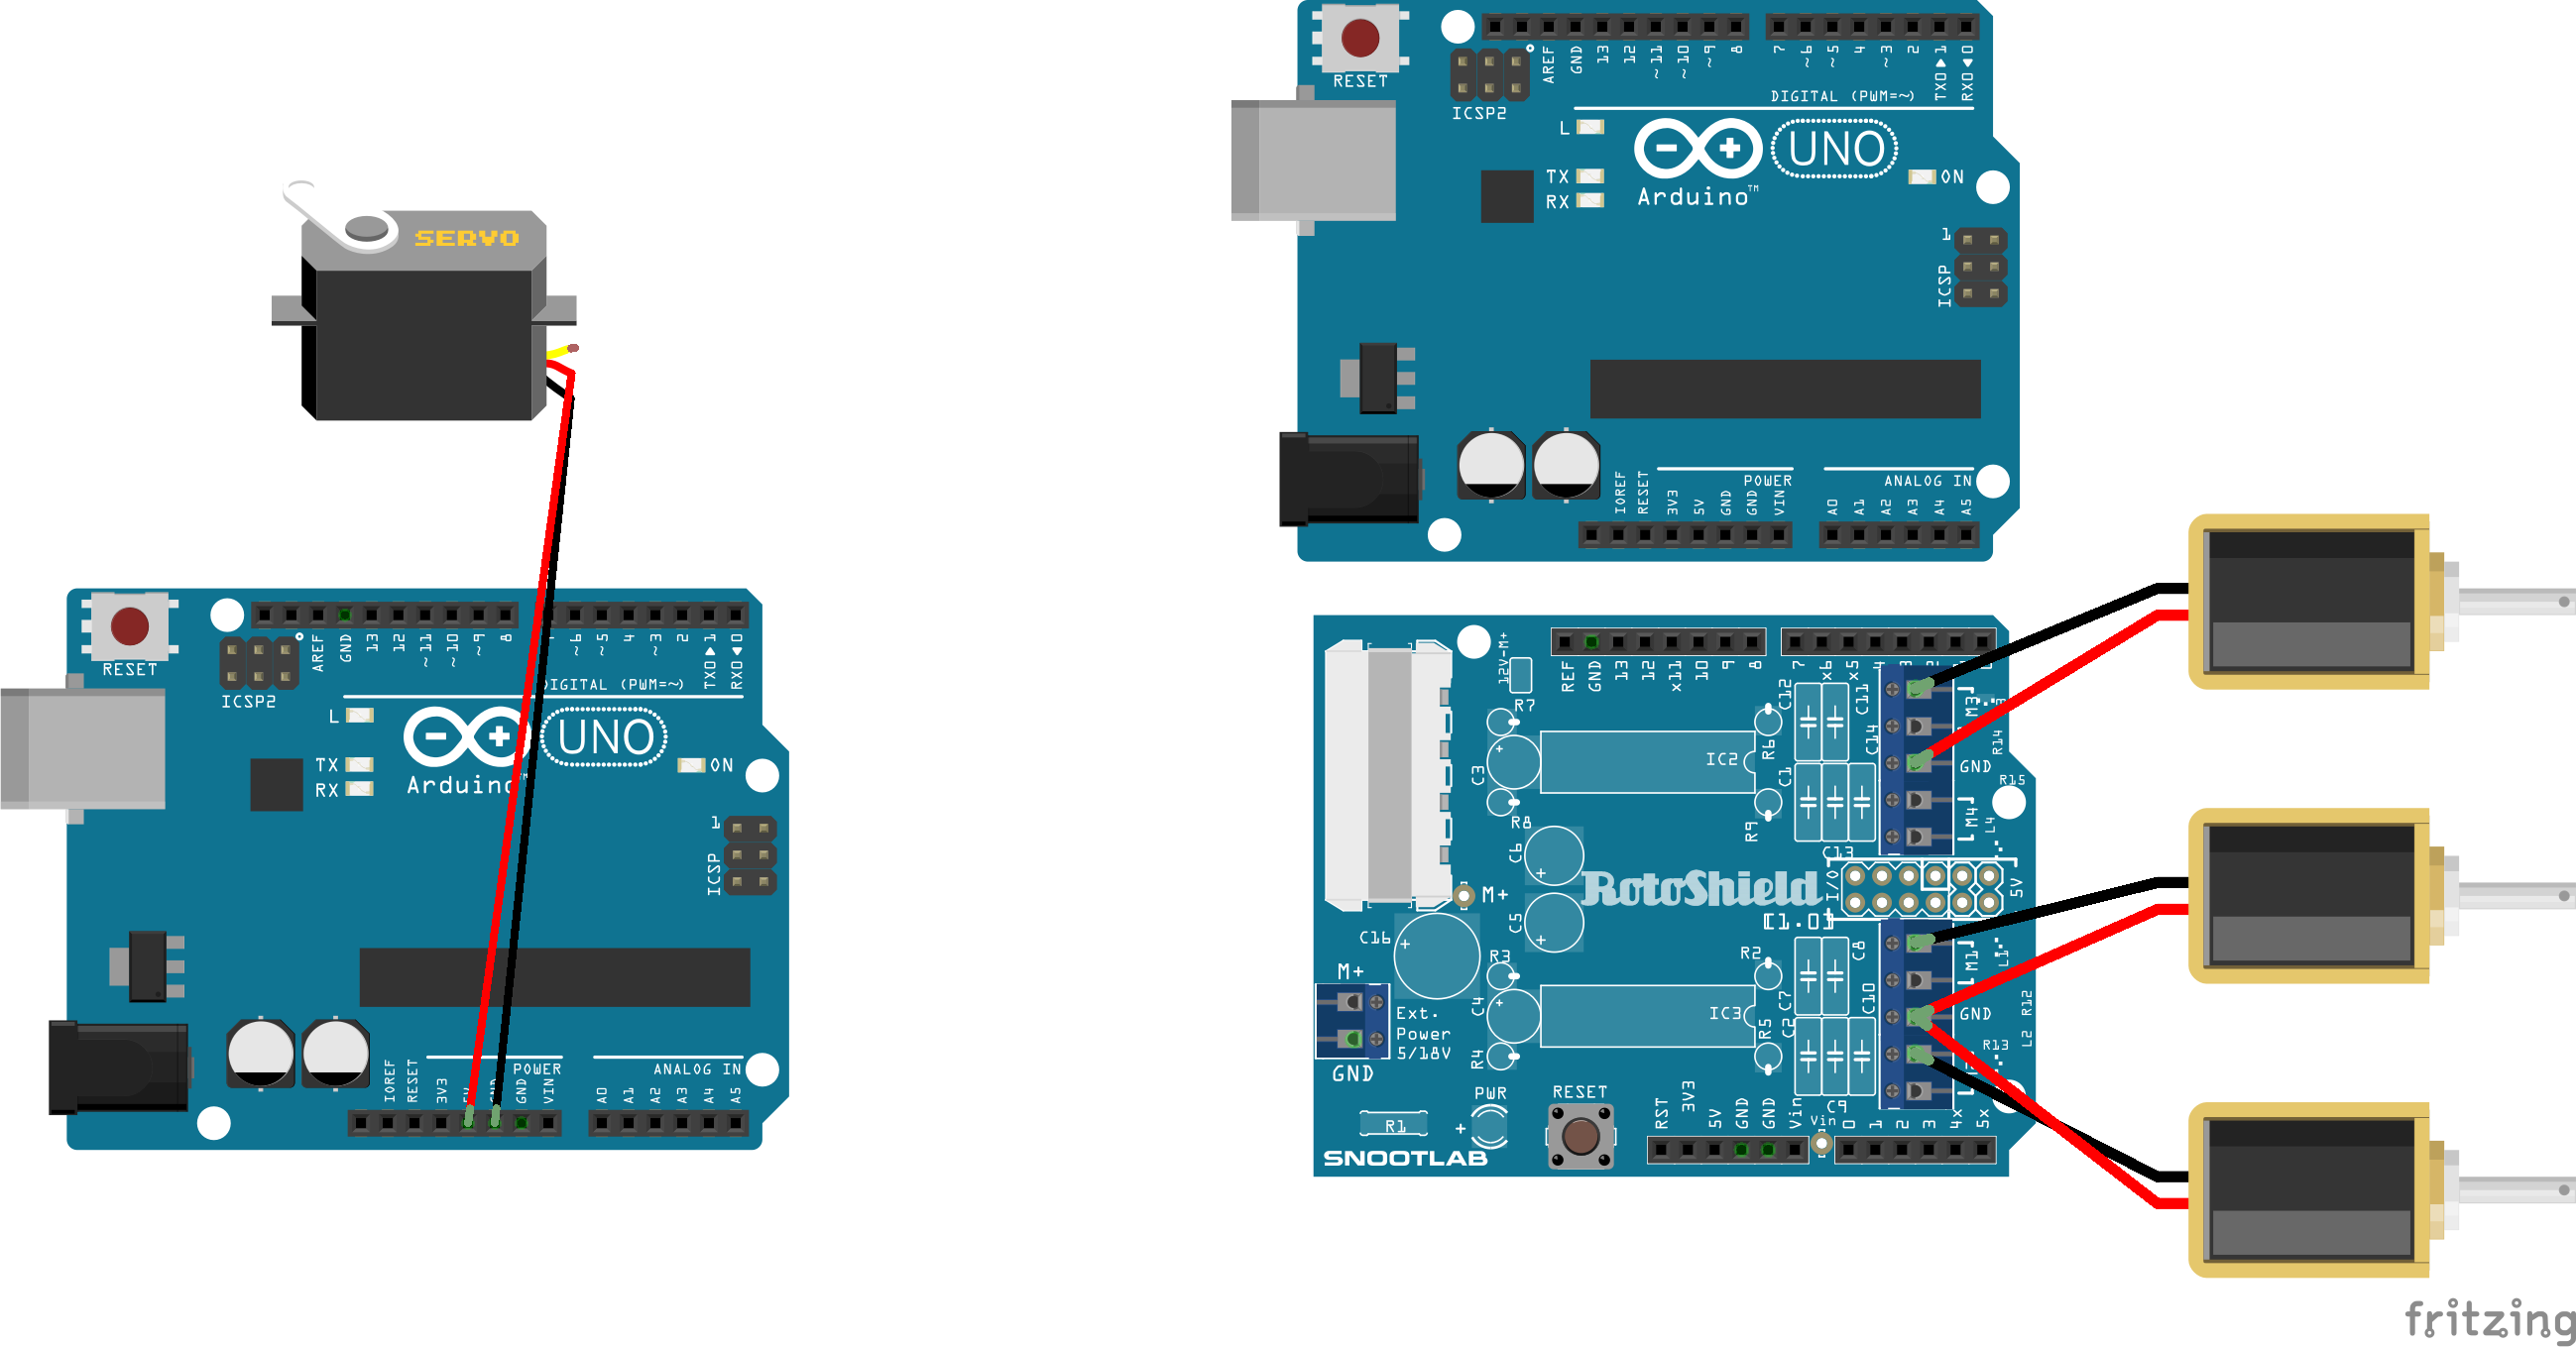 SERVO
RESET
ICSP2
AREF
GND
13
12
~11
~10
~9
8
~6
~5
4
~3
2
TX0▶1
RX0◀0
DIGITAL (PWM=~)
L
TX
RX
UNO
Arduino
ON
1
ICSP
IOREF
RESET
3V3
GND
VIN
POWER
A0
A1
A2
A3
A4
A5
ANALOG IN
RESET
ICSP2
AREF
GND
13
12
~11
~10
~9
8
7
~6
~5
4
~3
2
TX0▶1
RX0◀0
DIGITAL (PWM=~)
L
TX
RX
UNO
Arduino™
ON
1
ICSP
IOREF
RESET
3V3
5V
GND
GND
VIN
POWER
A0
A1
A2
A3
A4
A5
ANALOG IN
12V-M+
REF
GND
13
12
x11
10
9
8
7
x6
x5
R7
C3
R8
C6
C5
IC2
R6
R9
C12
C11
C1
C14
C13
M3
GND
R14
R15
M4
L4
M+
RotoShield
[1.0]
I/O
5V
C16
M+
Ext.
Power
5/18V
GND
R3
C4
R4
IC3
R2
R5
C7
C8
C2
C10
C9
M1
L1
GND
R12
R13
L2
R1
PWR
+
RESET
SNOOTLAB
RST
3V3
5V
GND
GND
Vin
Vin
0
1
2
3
4x
5x
fritzing